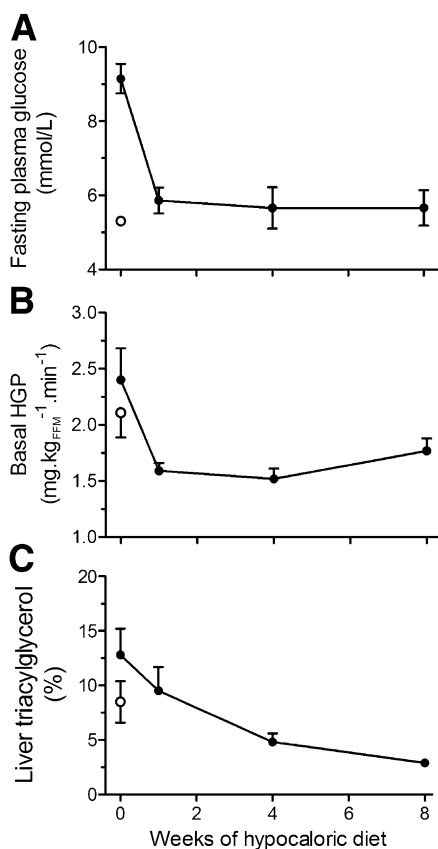 A
Fasting plasma glucose
(mmol/L)
10
8
6
4
B
Basal HGP
(mg.kgFFM-1.min-1)
3.0
2.5
2.0
1.5
1.0
C
Liver triacylglycerol
(%)
20
15
10
5
0
0 2 4 6 8
Weeks of hypocaloric diet